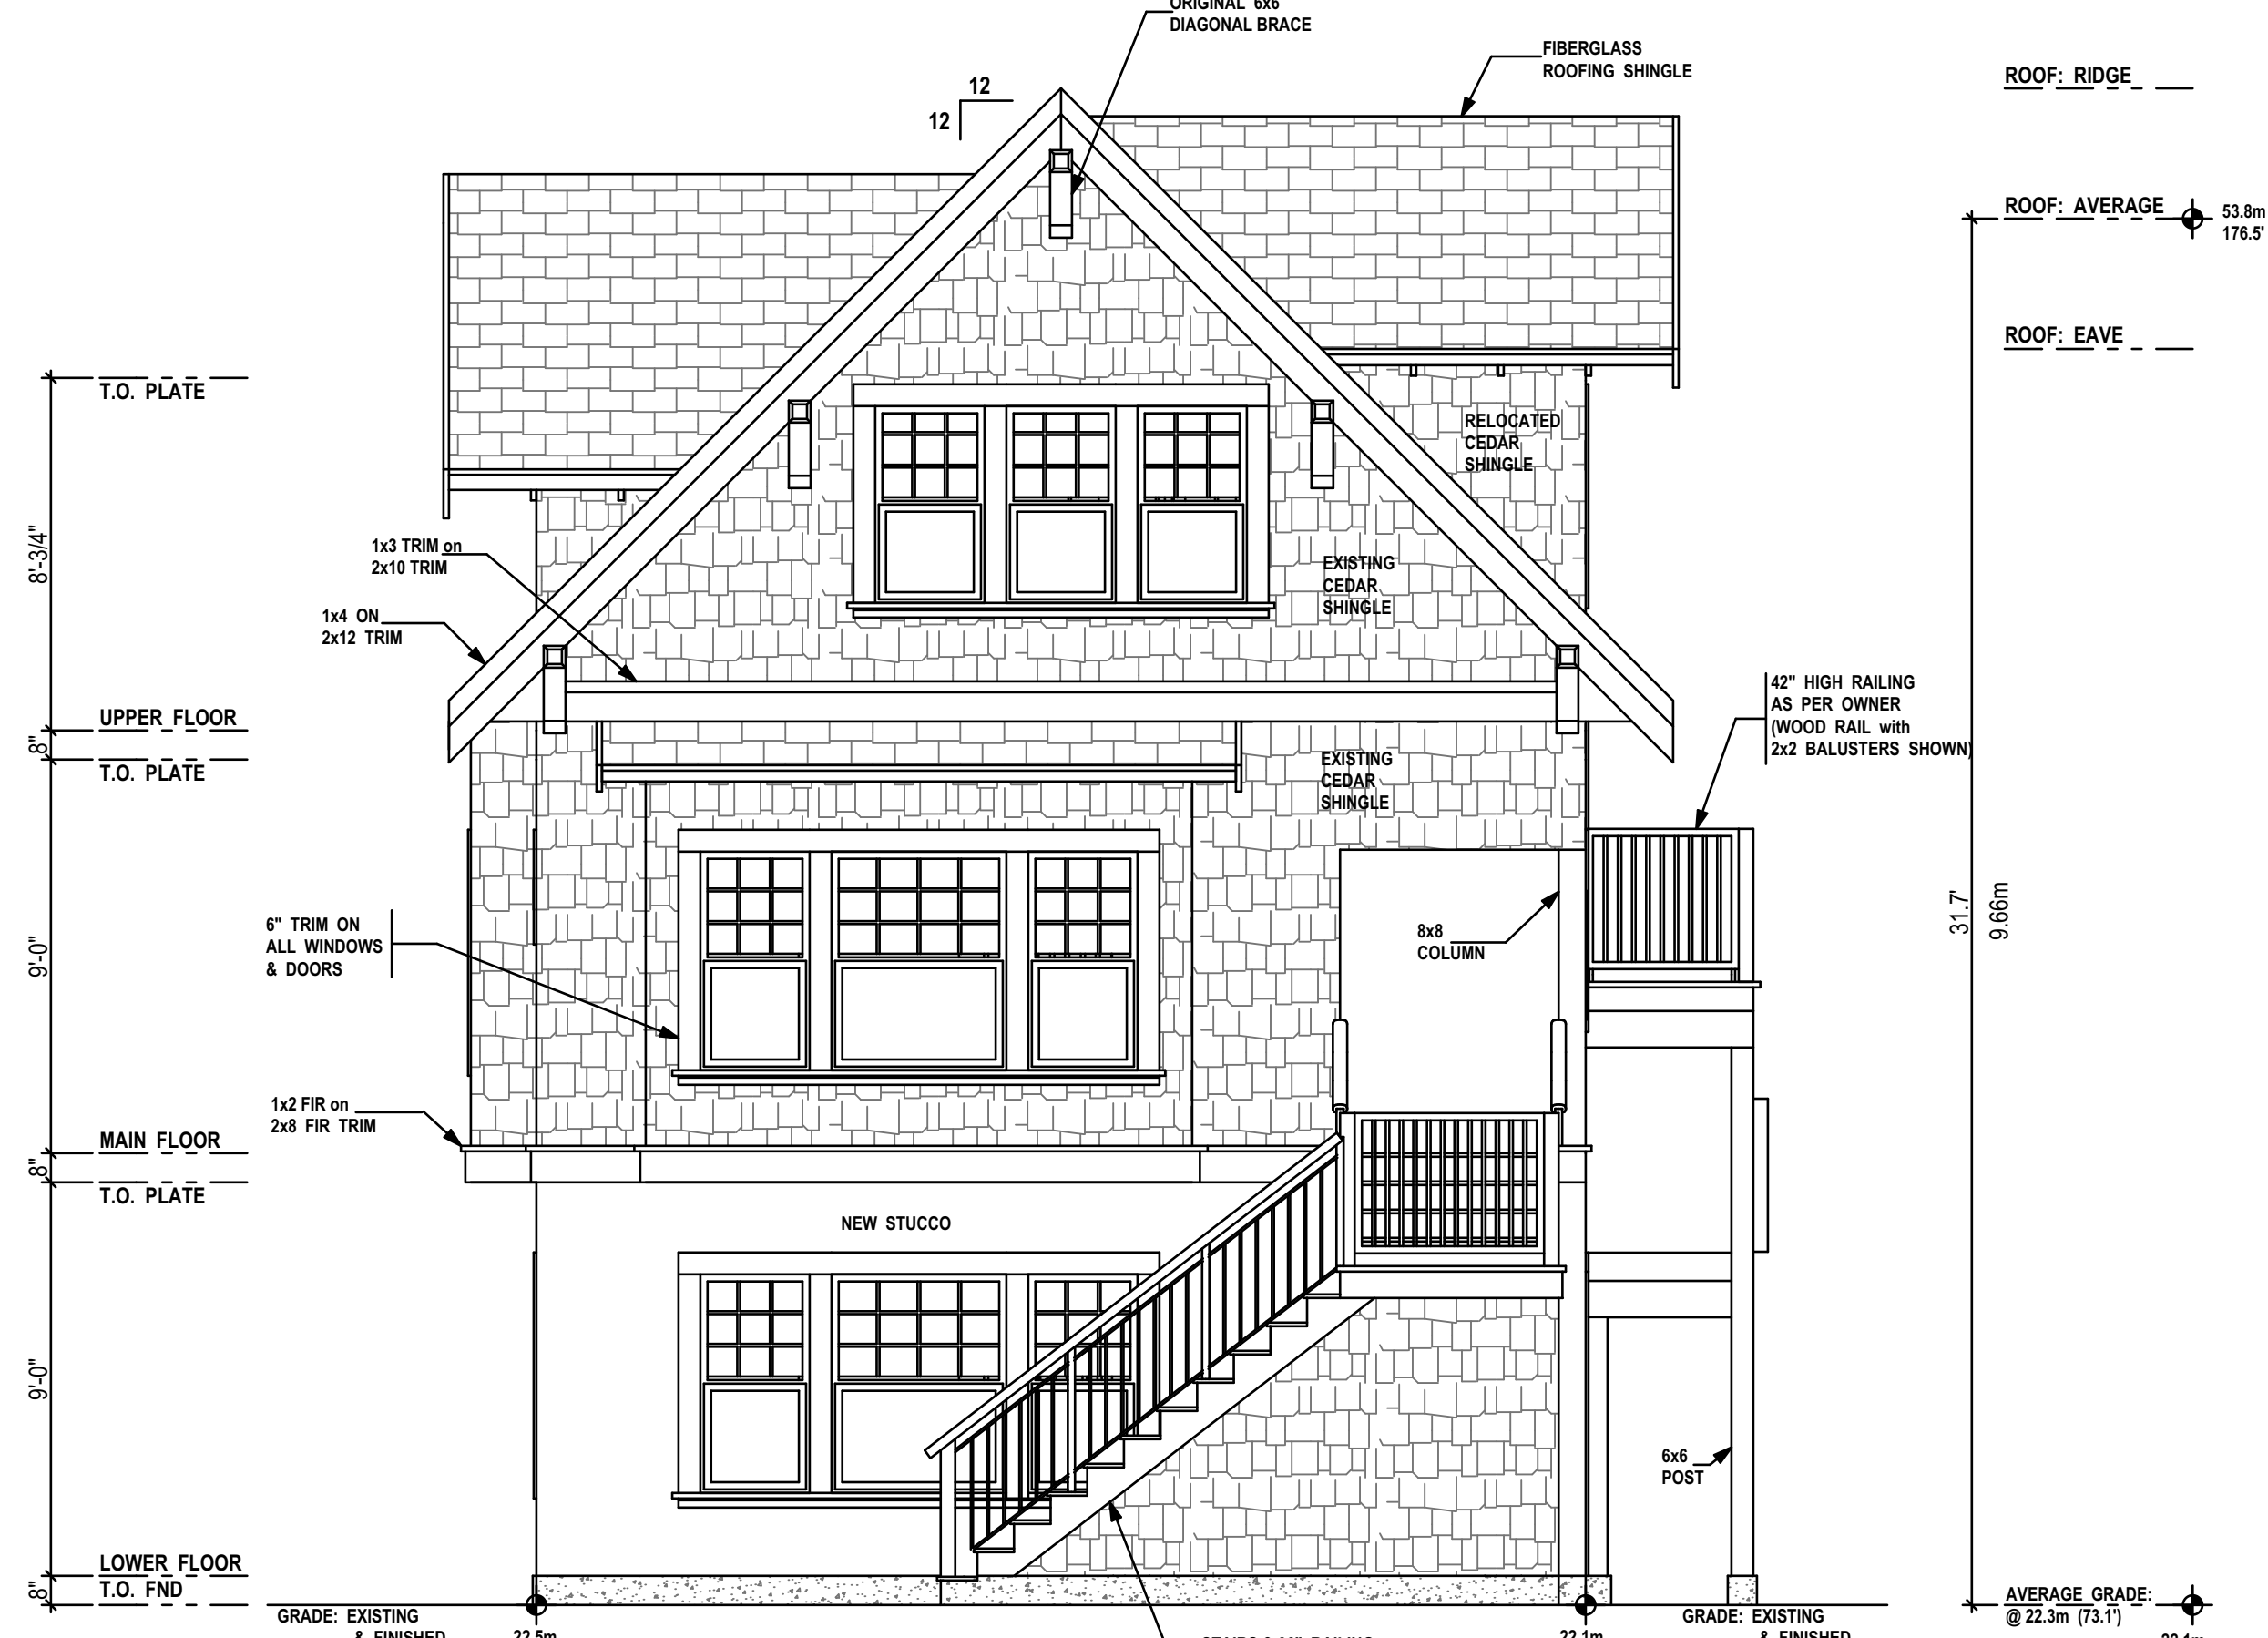 ORIGINAL 6x6
DIAGONAL BRACE
FIBERGLASS
ROOFING SHINGLE
12
12
ROOF: RIDGE
ROOF: AVERAGE
53.8m
176.5'
ROOF: EAVE
T.O. PLATE
RELOCATED
CEDAR
SHINGLE
8'-3/4"
1x3 TRIM on
2x10 TRIM
EXISTING
CEDAR
SHINGLE
1x4 ON
2x12 TRIM
42" HIGH RAILING
AS PER OWNER
(WOOD RAIL with
2x2 BALUSTERS SHOWN)
UPPER FLOOR
8"
T.O. PLATE
EXISTING
CEDAR
SHINGLE
6" TRIM ON
ALL WINDOWS
& DOORS
9'-0"
8x8
COLUMN
31.7'
9.66m
1x2 FIR on
2x8 FIR TRIM
MAIN FLOOR
8"
T.O. PLATE
NEW STUCCO
9'-0"
6x6
POST
LOWER FLOOR
8"
T.O. FND
AVERAGE GRADE:
@ 22.3m (73.1')
GRADE: EXISTING
& FINISHED
22.5m
22.1m
GRADE: EXISTING
& FINISHED